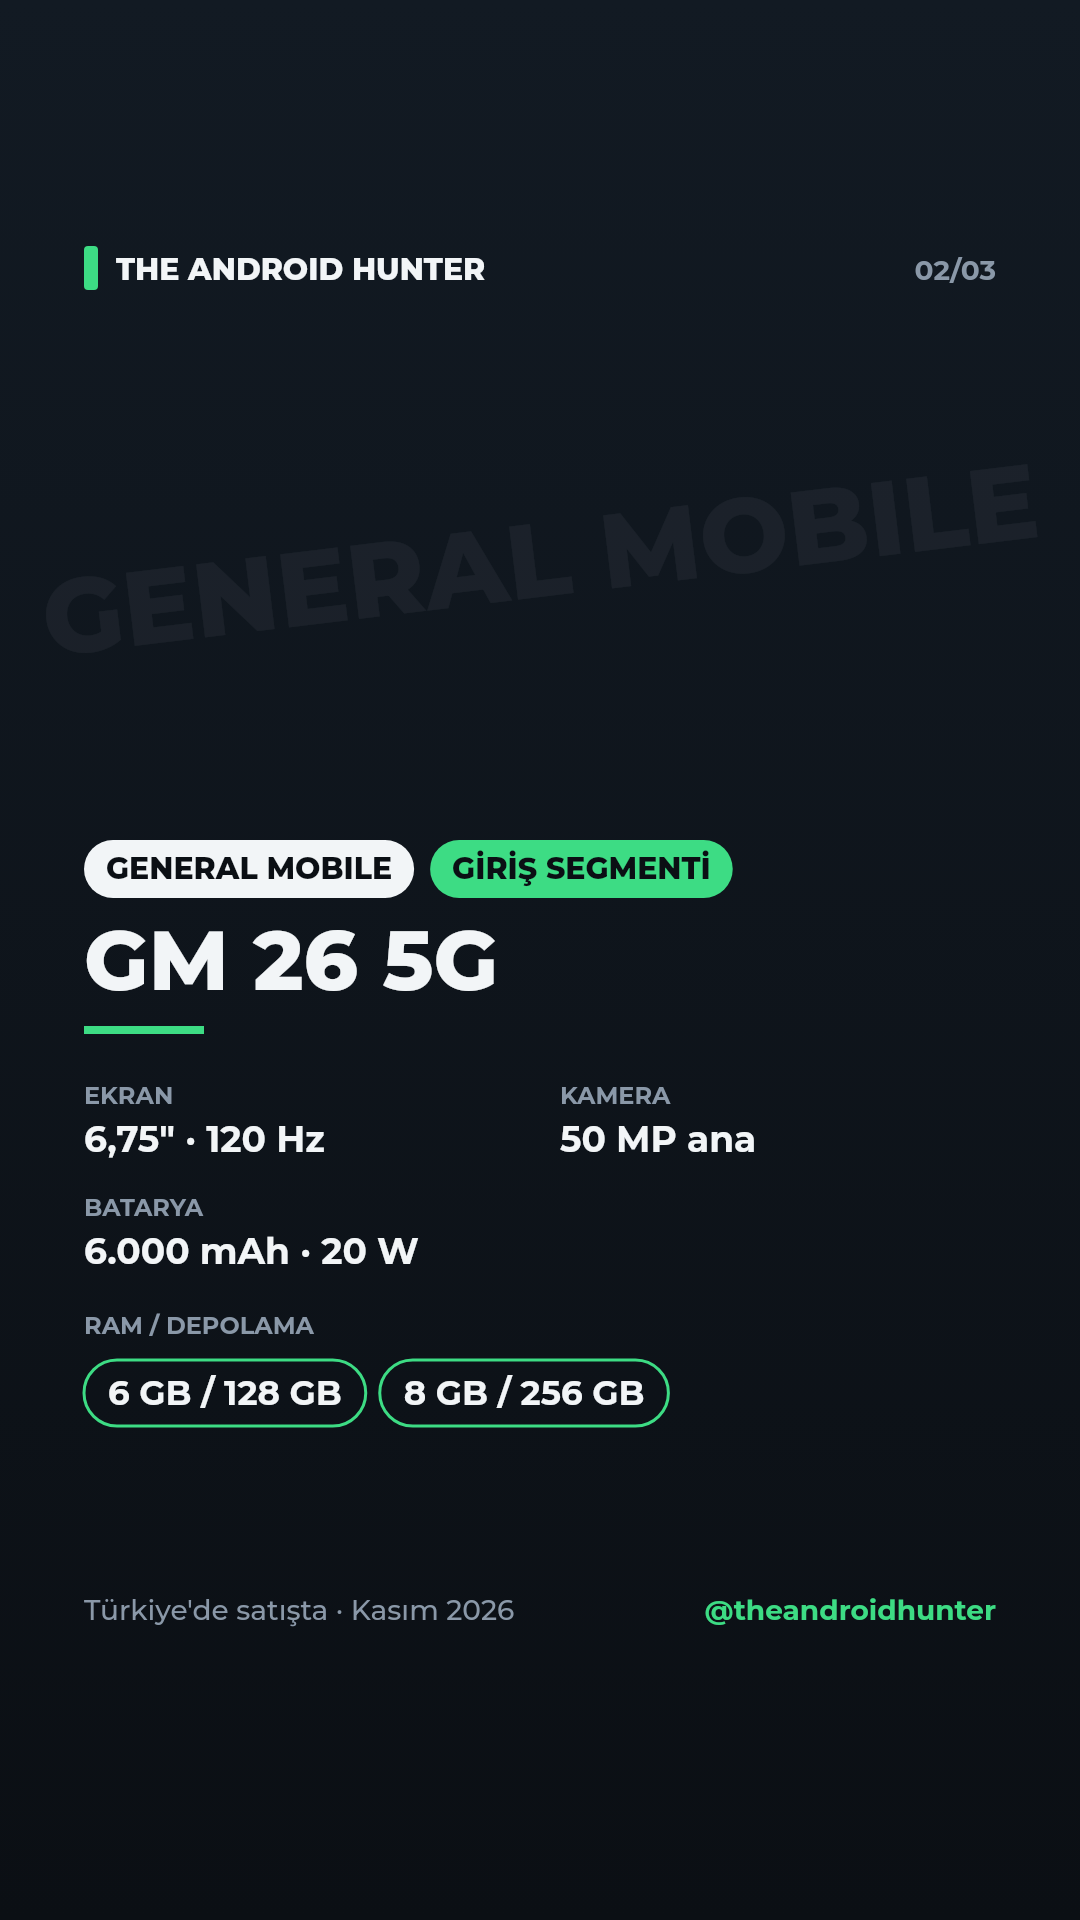 THE ANDROID HUNTER
02/03
GENERAL MOBILE
GENERAL MOBILE
GİRİŞ SEGMENTİ
GM 26 5G
EKRAN
6,75" · 120 Hz
KAMERA
50 MP ana
BATARYA
6.000 mAh · 20 W
RAM / DEPOLAMA
6 GB / 128 GB
8 GB / 256 GB
Türkiye'de satışta · Kasım 2026
@theandroidhunter